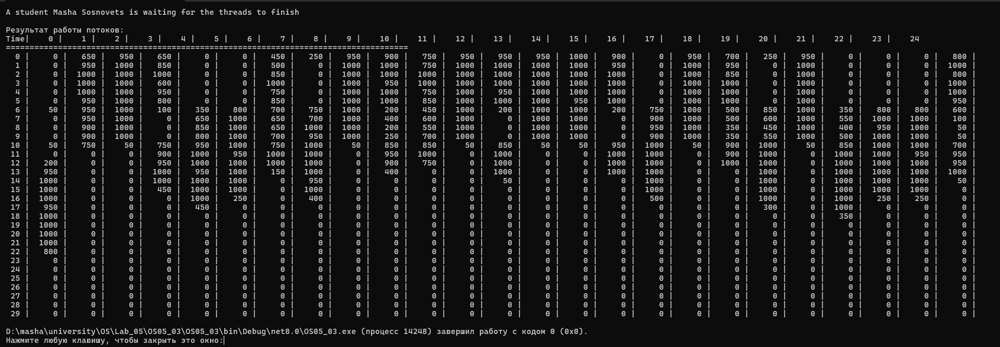 A student Masha Sosnovets is waiting for the threads to finish
Результат работы потоков:
Time| 0 | 1 | 2 | 3 | 4 | 5 | 6 | 7 | 8 | 9 | 10 | 11 | 12 | 13 | 14 | 15 | 16 | 17 | 18 | 19 | 20 | 21 | 22 | 23 | 24
=====================================================================================
0 | 0 | 650 | 950 | 650 | 0 | 0 | 450 | 250 | 950 | 900 | 750 | 950 | 950 | 950 | 1000 | 900 | 0 | 950 | 700 | 250 | 950 | 0 | 0 | 0 | 800 |
1 | 0 | 950 | 1000 | 850 | 0 | 0 | 500 | 0 | 1000 | 1000 | 750 | 1000 | 1000 | 1000 | 1000 | 950 | 0 | 1000 | 950 | 0 | 1000 | 0 | 0 | 0 | 1000 |
2 | 0 | 1000 | 1000 | 1000 | 0 | 0 | 850 | 0 | 1000 | 1000 | 1000 | 1000 | 1000 | 1000 | 1000 | 1000 | 0 | 1000 | 850 | 0 | 1000 | 0 | 0 | 0 | 800 |
3 | 0 | 1000 | 1000 | 600 | 0 | 0 | 1000 | 0 | 1000 | 950 | 1000 | 1000 | 1000 | 1000 | 1000 | 1000 | 0 | 1000 | 1000 | 0 | 1000 | 0 | 0 | 0 | 1000 |
4 | 0 | 1000 | 1000 | 950 | 0 | 0 | 750 | 0 | 1000 | 1000 | 750 | 1000 | 950 | 1000 | 1000 | 1000 | 0 | 1000 | 1000 | 0 | 1000 | 0 | 0 | 0 | 1000 |
5 | 0 | 950 | 1000 | 800 | 0 | 0 | 850 | 0 | 1000 | 1000 | 850 | 1000 | 1000 | 1000 | 950 | 1000 | 0 | 1000 | 1000 | 0 | 1000 | 0 | 0 | 0 | 950 |
6 | 50 | 950 | 1000 | 100 | 350 | 800 | 700 | 750 | 1000 | 200 | 450 | 1000 | 200 | 1000 | 1000 | 200 | 750 | 1000 | 500 | 850 | 1000 | 350 | 800 | 800 | 600 |
7 | 0 | 950 | 1000 | 0 | 650 | 1000 | 650 | 700 | 1000 | 400 | 600 | 1000 | 0 | 1000 | 1000 | 0 | 900 | 1000 | 500 | 600 | 1000 | 550 | 1000 | 1000 | 100 |
8 | 0 | 900 | 1000 | 0 | 850 | 1000 | 650 | 1000 | 1000 | 200 | 550 | 1000 | 0 | 1000 | 1000 | 0 | 950 | 1000 | 350 | 450 | 1000 | 400 | 950 | 1000 | 50 |
9 | 0 | 900 | 1000 | 0 | 800 | 1000 | 700 | 950 | 1000 | 250 | 700 | 1000 | 0 | 1000 | 1000 | 0 | 900 | 1000 | 350 | 550 | 1000 | 500 | 1000 | 1000 | 50 |
10 | 50 | 750 | 50 | 750 | 950 | 1000 | 750 | 1000 | 50 | 850 | 850 | 50 | 850 | 50 | 50 | 950 | 1000 | 50 | 900 | 1000 | 50 | 850 | 1000 | 1000 | 700 |
11 | 0 | 0 | 0 | 900 | 1000 | 950 | 1000 | 1000 | 0 | 950 | 1000 | 0 | 1000 | 0 | 0 | 1000 | 1000 | 0 | 900 | 1000 | 0 | 1000 | 1000 | 950 | 950 |
12 | 200 | 0 | 0 | 950 | 1000 | 1000 | 1000 | 1000 | 0 | 900 | 750 | 0 | 1000 | 0 | 0 | 1000 | 1000 | 0 | 1000 | 1000 | 0 | 1000 | 1000 | 1000 | 950 |
13 | 950 | 0 | 0 | 1000 | 950 | 1000 | 150 | 1000 | 0 | 400 | 0 | 0 | 1000 | 0 | 0 | 1000 | 1000 | 0 | 0 | 1000 | 0 | 1000 | 1000 | 1000 | 1000 |
14 | 1000 | 0 | 0 | 1000 | 1000 | 1000 | 0 | 950 | 0 | 0 | 0 | 0 | 50 | 0 | 0 | 0 | 1000 | 0 | 0 | 1000 | 0 | 1000 | 1000 | 1000 | 50 |
15 | 1000 | 0 | 0 | 450 | 1000 | 1000 | 0 | 1000 | 0 | 0 | 0 | 0 | 0 | 0 | 0 | 0 | 1000 | 0 | 0 | 1000 | 0 | 1000 | 1000 | 1000 | 0 |
16 | 1000 | 0 | 0 | 0 | 1000 | 250 | 0 | 400 | 0 | 0 | 0 | 0 | 0 | 0 | 0 | 0 | 500 | 0 | 0 | 1000 | 0 | 1000 | 250 | 250 | 0 |
17 | 950 | 0 | 0 | 0 | 450 | 0 | 0 | 0 | 0 | 0 | 0 | 0 | 0 | 0 | 0 | 0 | 0 | 0 | 0 | 300 | 0 | 1000 | 0 | 0 | 0 |
18 | 1000 | 0 | 0 | 0 | 0 | 0 | 0 | 0 | 0 | 0 | 0 | 0 | 0 | 0 | 0 | 0 | 0 | 0 | 0 | 0 | 0 | 350 | 0 | 0 | 0 |
19 | 1000 | 0 | 0 | 0 | 0 | 0 | 0 | 0 | 0 | 0 | 0 | 0 | 0 | 0 | 0 | 0 | 0 | 0 | 0 | 0 | 0 | 0 | 0 | 0 | 0 |
20 | 1000 | 0 | 0 | 0 | 0 | 0 | 0 | 0 | 0 | 0 | 0 | 0 | 0 | 0 | 0 | 0 | 0 | 0 | 0 | 0 | 0 | 0 | 0 | 0 | 0 |
21 | 1000 | 0 | 0 | 0 | 0 | 0 | 0 | 0 | 0 | 0 | 0 | 0 | 0 | 0 | 0 | 0 | 0 | 0 | 0 | 0 | 0 | 0 | 0 | 0 | 0 |
22 | 800 | 0 | 0 | 0 | 0 | 0 | 0 | 0 | 0 | 0 | 0 | 0 | 0 | 0 | 0 | 0 | 0 | 0 | 0 | 0 | 0 | 0 | 0 | 0 | 0 |
23 | 0 | 0 | 0 | 0 | 0 | 0 | 0 | 0 | 0 | 0 | 0 | 0 | 0 | 0 | 0 | 0 | 0 | 0 | 0 | 0 | 0 | 0 | 0 | 0 | 0 |
24 | 0 | 0 | 0 | 0 | 0 | 0 | 0 | 0 | 0 | 0 | 0 | 0 | 0 | 0 | 0 | 0 | 0 | 0 | 0 | 0 | 0 | 0 | 0 | 0 | 0 |
25 | 0 | 0 | 0 | 0 | 0 | 0 | 0 | 0 | 0 | 0 | 0 | 0 | 0 | 0 | 0 | 0 | 0 | 0 | 0 | 0 | 0 | 0 | 0 | 0 | 0 |
26 | 0 | 0 | 0 | 0 | 0 | 0 | 0 | 0 | 0 | 0 | 0 | 0 | 0 | 0 | 0 | 0 | 0 | 0 | 0 | 0 | 0 | 0 | 0 | 0 | 0 |
27 | 0 | 0 | 0 | 0 | 0 | 0 | 0 | 0 | 0 | 0 | 0 | 0 | 0 | 0 | 0 | 0 | 0 | 0 | 0 | 0 | 0 | 0 | 0 | 0 | 0 |
28 | 0 | 0 | 0 | 0 | 0 | 0 | 0 | 0 | 0 | 0 | 0 | 0 | 0 | 0 | 0 | 0 | 0 | 0 | 0 | 0 | 0 | 0 | 0 | 0 | 0 |
29 | 0 | 0 | 0 | 0 | 0 | 0 | 0 | 0 | 0 | 0 | 0 | 0 | 0 | 0 | 0 | 0 | 0 | 0 | 0 | 0 | 0 | 0 | 0 | 0 | 0 |
D:\masha\university\OS\Lab_05\OS05_03\OS05_03\bin\Debug\net8.0\OS05_03.exe (процесс 14248) завершил работу с кодом 0 (0x0).
Нажмите любую клавишу, чтобы закрыть это окно: